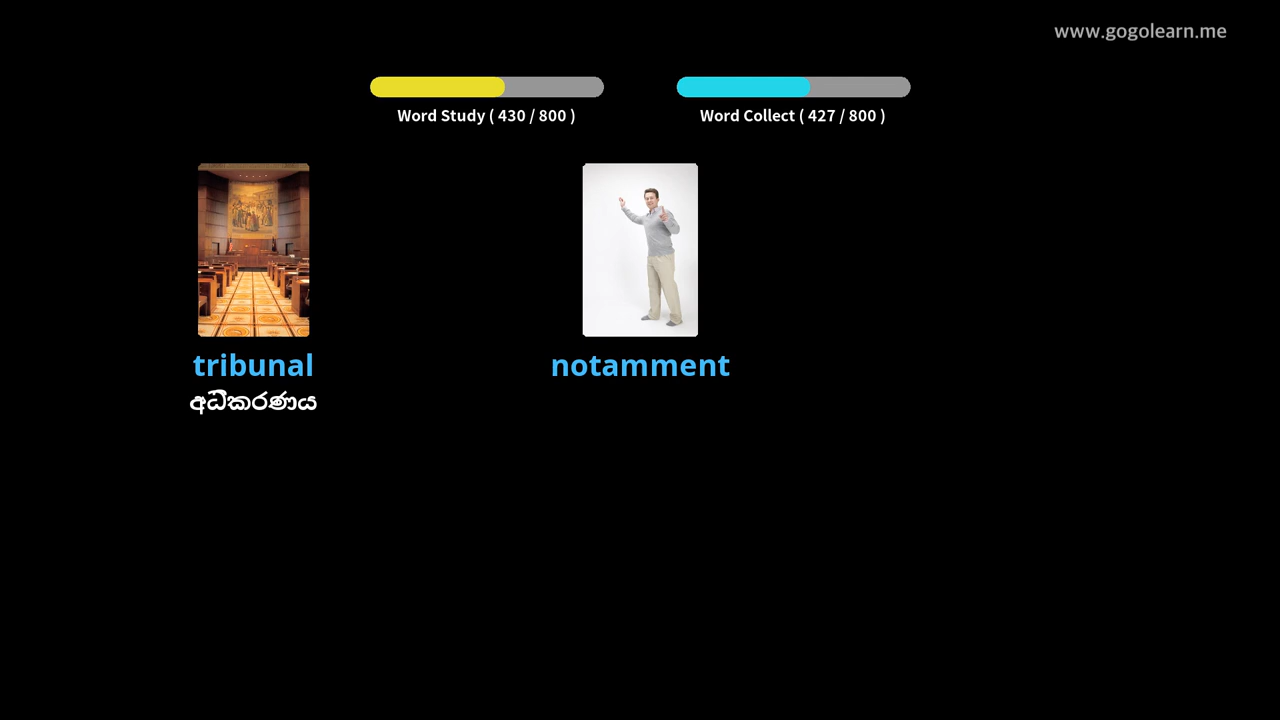 www.gogolearn.me
Word Study ( 430 / 800 )
Word Collect ( 427 / 800 )
tribunal
notamment
අධිකරණය